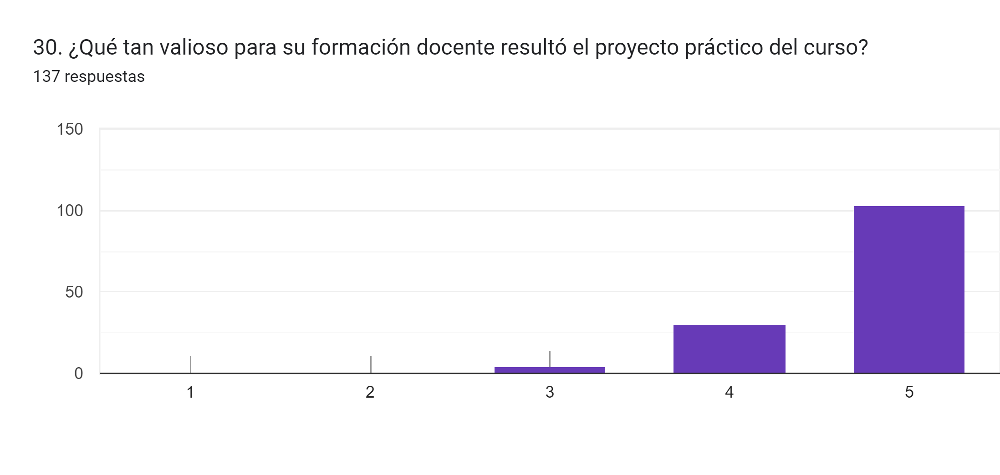 30. ¿Qué tan valioso para su formación docente resultó el proyecto práctico del curso?
137 respuestas
150
100
50
0
1 2 3 4 5